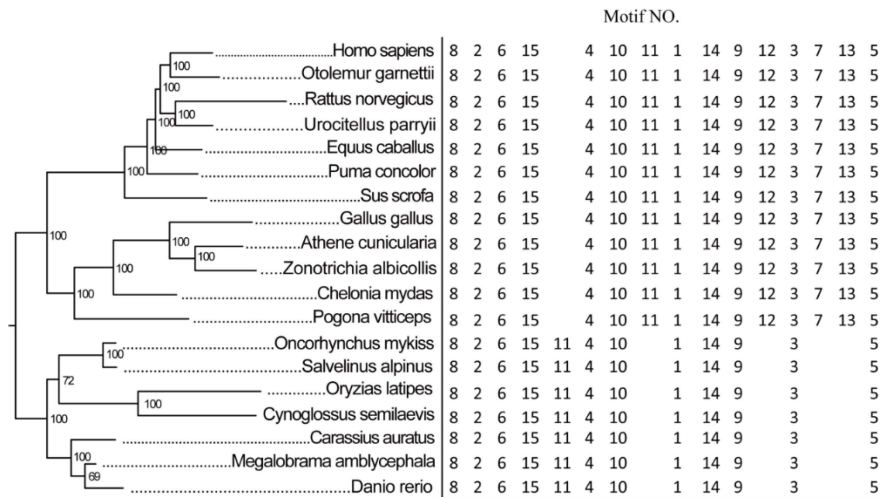 Motif NO.
Homo sapiens 8 2 6 15 4 10 11 1 14 9 12 3 7 13 5
100
Otolemur garnettii 8 2 6 15 4 10 11 1 14 9 12 3 7 13 5
Rattus norvegicus 8 2 6 15 4 10 11 1 14 9 12 3 7 13 5
100 100
Urocitellus parryii 8 2 6 15 4 10 11 1 14 9 12 3 7 13 5
100
Equus caballus 8 2 6 15 4 10 11 1 14 9 12 3 7 13 5
100
Puma concolor 8 2 6 15 4 10 11 1 14 9 12 3 7 13 5
Sus scrofa 8 2 6 15 4 10 11 1 14 9 12 3 7 13 5
Gallus gallus 8 2 6 15 4 10 11 1 14 9 12 3 7 13 5
100 100
Athene cunicularia 8 2 6 15 4 10 11 1 14 9 12 3 7 13 5
100
Zonotrichia albicollis 8 2 6 15 4 10 11 1 14 9 12 3 7 13 5
100
Chelonia mydas 8 2 6 15 4 10 11 1 14 9 12 3 7 13 5
100
Pogona vitticeps 8 2 6 15 4 10 11 1 14 9 12 3 7 13 5
Oncorhynchus mykiss 8 2 6 15 11 4 10 1 14 9 3 5
100
Salvelinus alpinus 8 2 6 15 11 4 10 1 14 9 3 5
72
Oryzias latipes 8 2 6 15 11 4 10 1 14 9 3 5
100
Cynoglossus semilaevis 8 2 6 15 11 4 10 1 14 9 3 5
100
Carassius auratus 8 2 6 15 11 4 10 1 14 9 3 5
100
Megalobrama amblycephala 8 2 6 15 11 4 10 1 14 9 3 5
69
Danio rerio 8 2 6 15 11 4 10 1 14 9 3 5